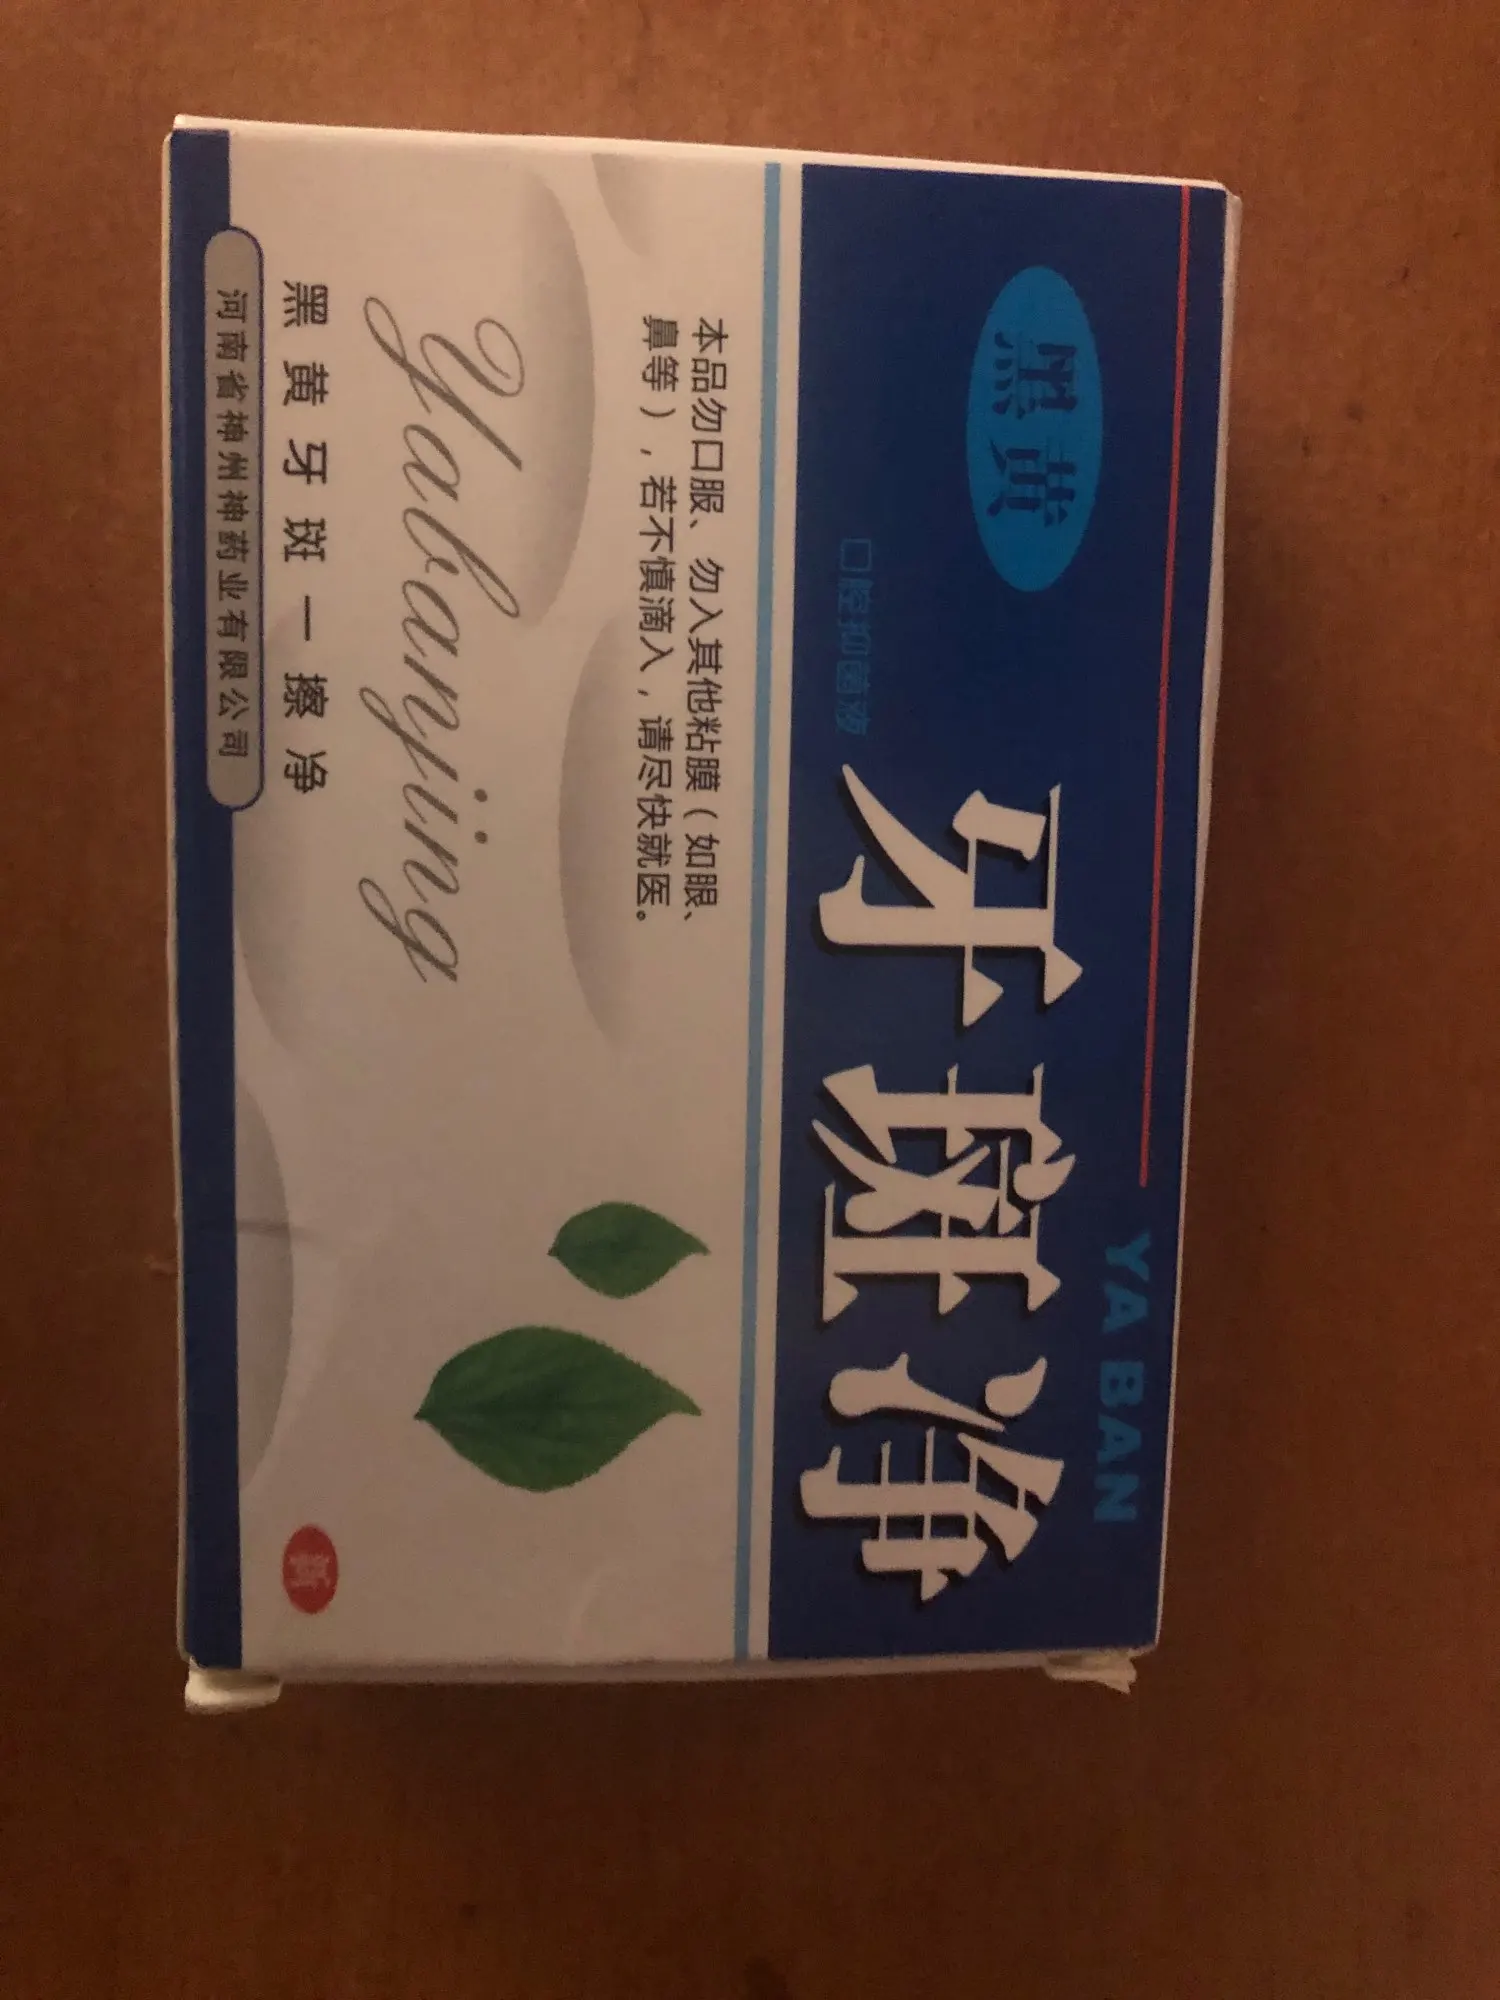 YA BAN
黑黄
牙斑净
口腔抑菌液
本品勿口服、勿入其他粘膜（如眼、
鼻等），若不慎滴入，请尽快就医。
Yabanjing
黑黄牙斑一擦净
河南省神州神药业有限公司